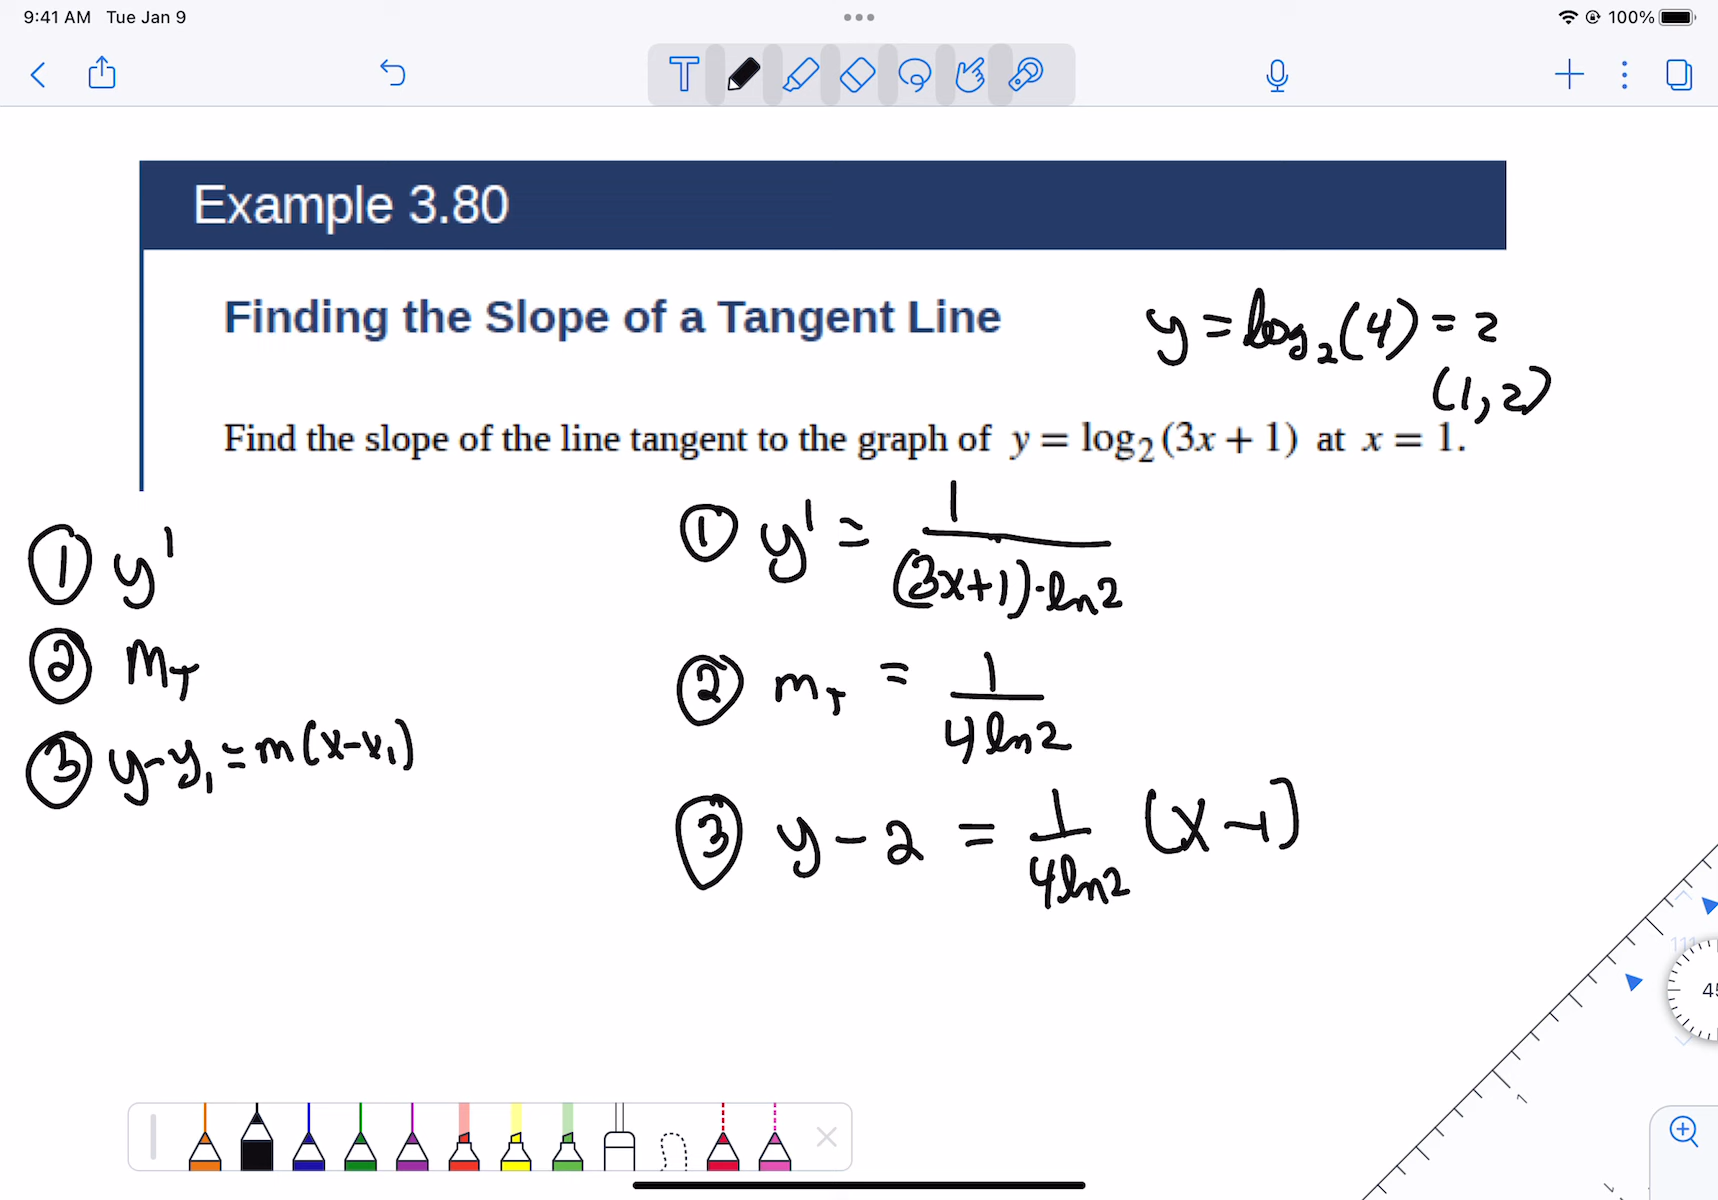 9:41 AM Tue Jan 9
100%
Example 3.80
Finding the Slope of a Tangent Line
y = log₂(4) = 2
(1, 2)
Find the slope of the line tangent to the graph of y = log₂(3x + 1) at x = 1.
① y'
② m_T
③ y-y₁ = m(x-x₁)
① y' = 1/((3x+1)·ln2)
② m_T = 1/(4ln2)
③ y - 2 = 1/(4ln2) (x-1)
111
45
1